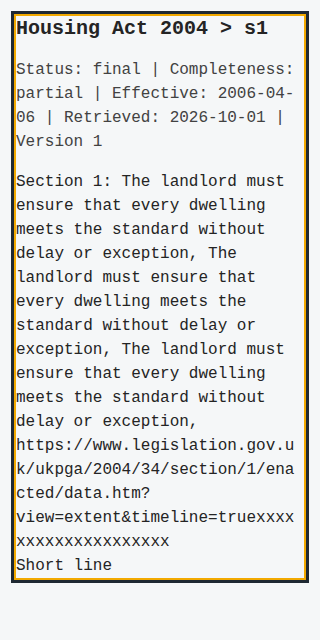 Housing Act 2004 > s1
Status: final | Completeness:
partial | Effective: 2006-04-
06 | Retrieved: 2026-10-01 |
Version 1
Section 1: The landlord must
ensure that every dwelling
meets the standard without
delay or exception, The
landlord must ensure that
every dwelling meets the
standard without delay or
exception, The landlord must
ensure that every dwelling
meets the standard without
delay or exception,
https://www.legislation.gov.u
k/ukpga/2004/34/section/1/ena
cted/data.htm?
view=extent&timeline=truexxxx
xxxxxxxxxxxxxxxxx
Short line